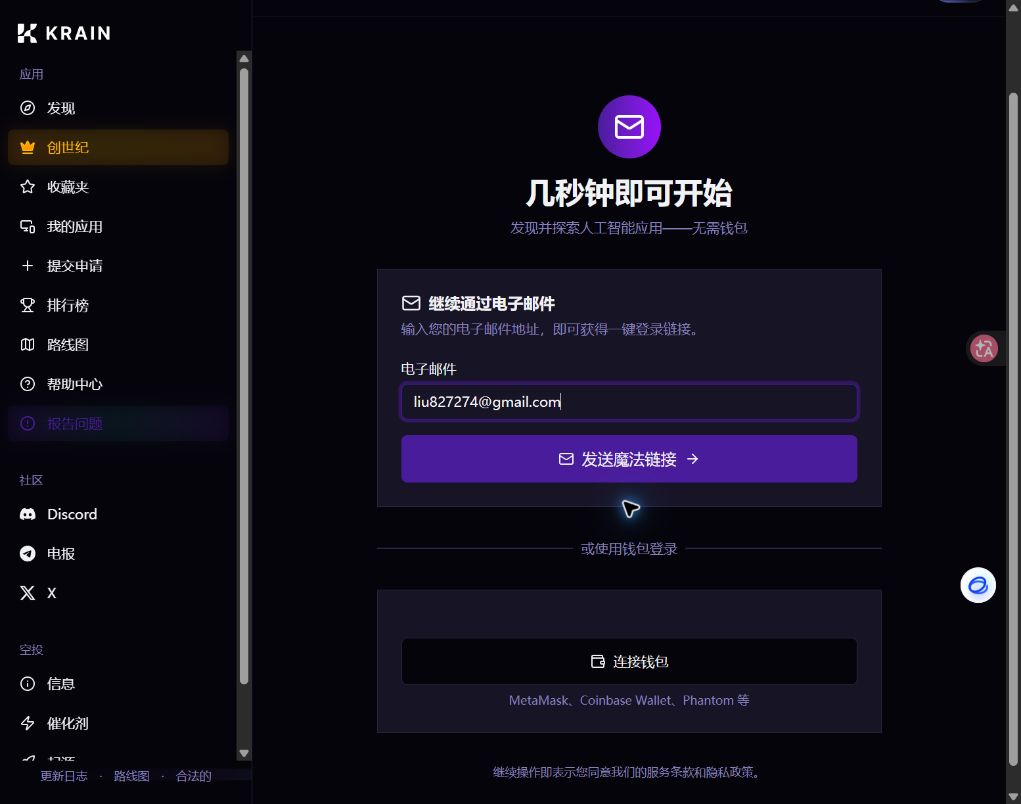 KRAIN
应用
发现
创世纪
收藏夹
我的应用
提交申请
排行榜
路线图
帮助中心
报告问题
社区
Discord
电报
X
空投
信息
催化剂
更新日志 · 路线图 · 合法的
几秒钟即可开始
发现并探索人工智能应用——无需钱包
继续通过电子邮件
输入您的电子邮件地址，即可获得一键登录链接。
电子邮件
liu827274@gmail.com
发送魔法链接 →
或使用钱包登录
连接钱包
MetaMask、Coinbase Wallet、Phantom 等
继续操作即表示您同意我们的服务条款和隐私政策。